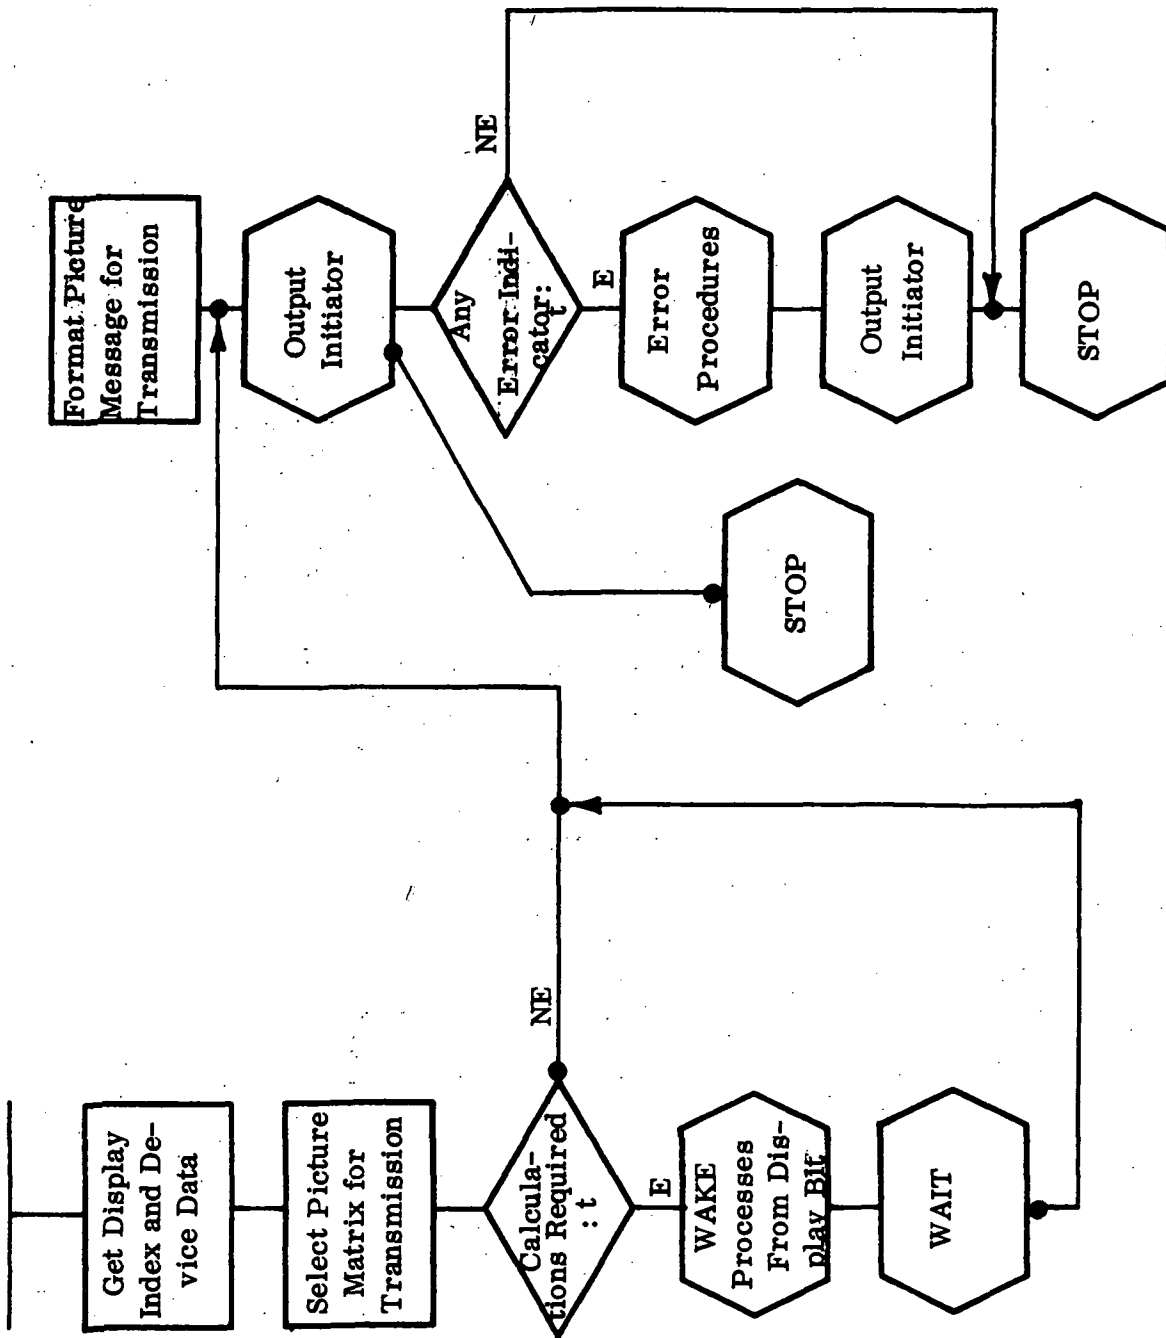 Get Display
Index and De-
vice Data
Select Picture
Matrix for
Transmission
Calcula-
tions Required
: t
NE
E
WAKE
Processes
From Dis-
play Bit
WAIT
Format Picture
Message for
Transmission
Output
Initiator
Any
Error Indi-
cator:
t
NE
E
Error
Procedures
Output
Initiator
STOP
STOP